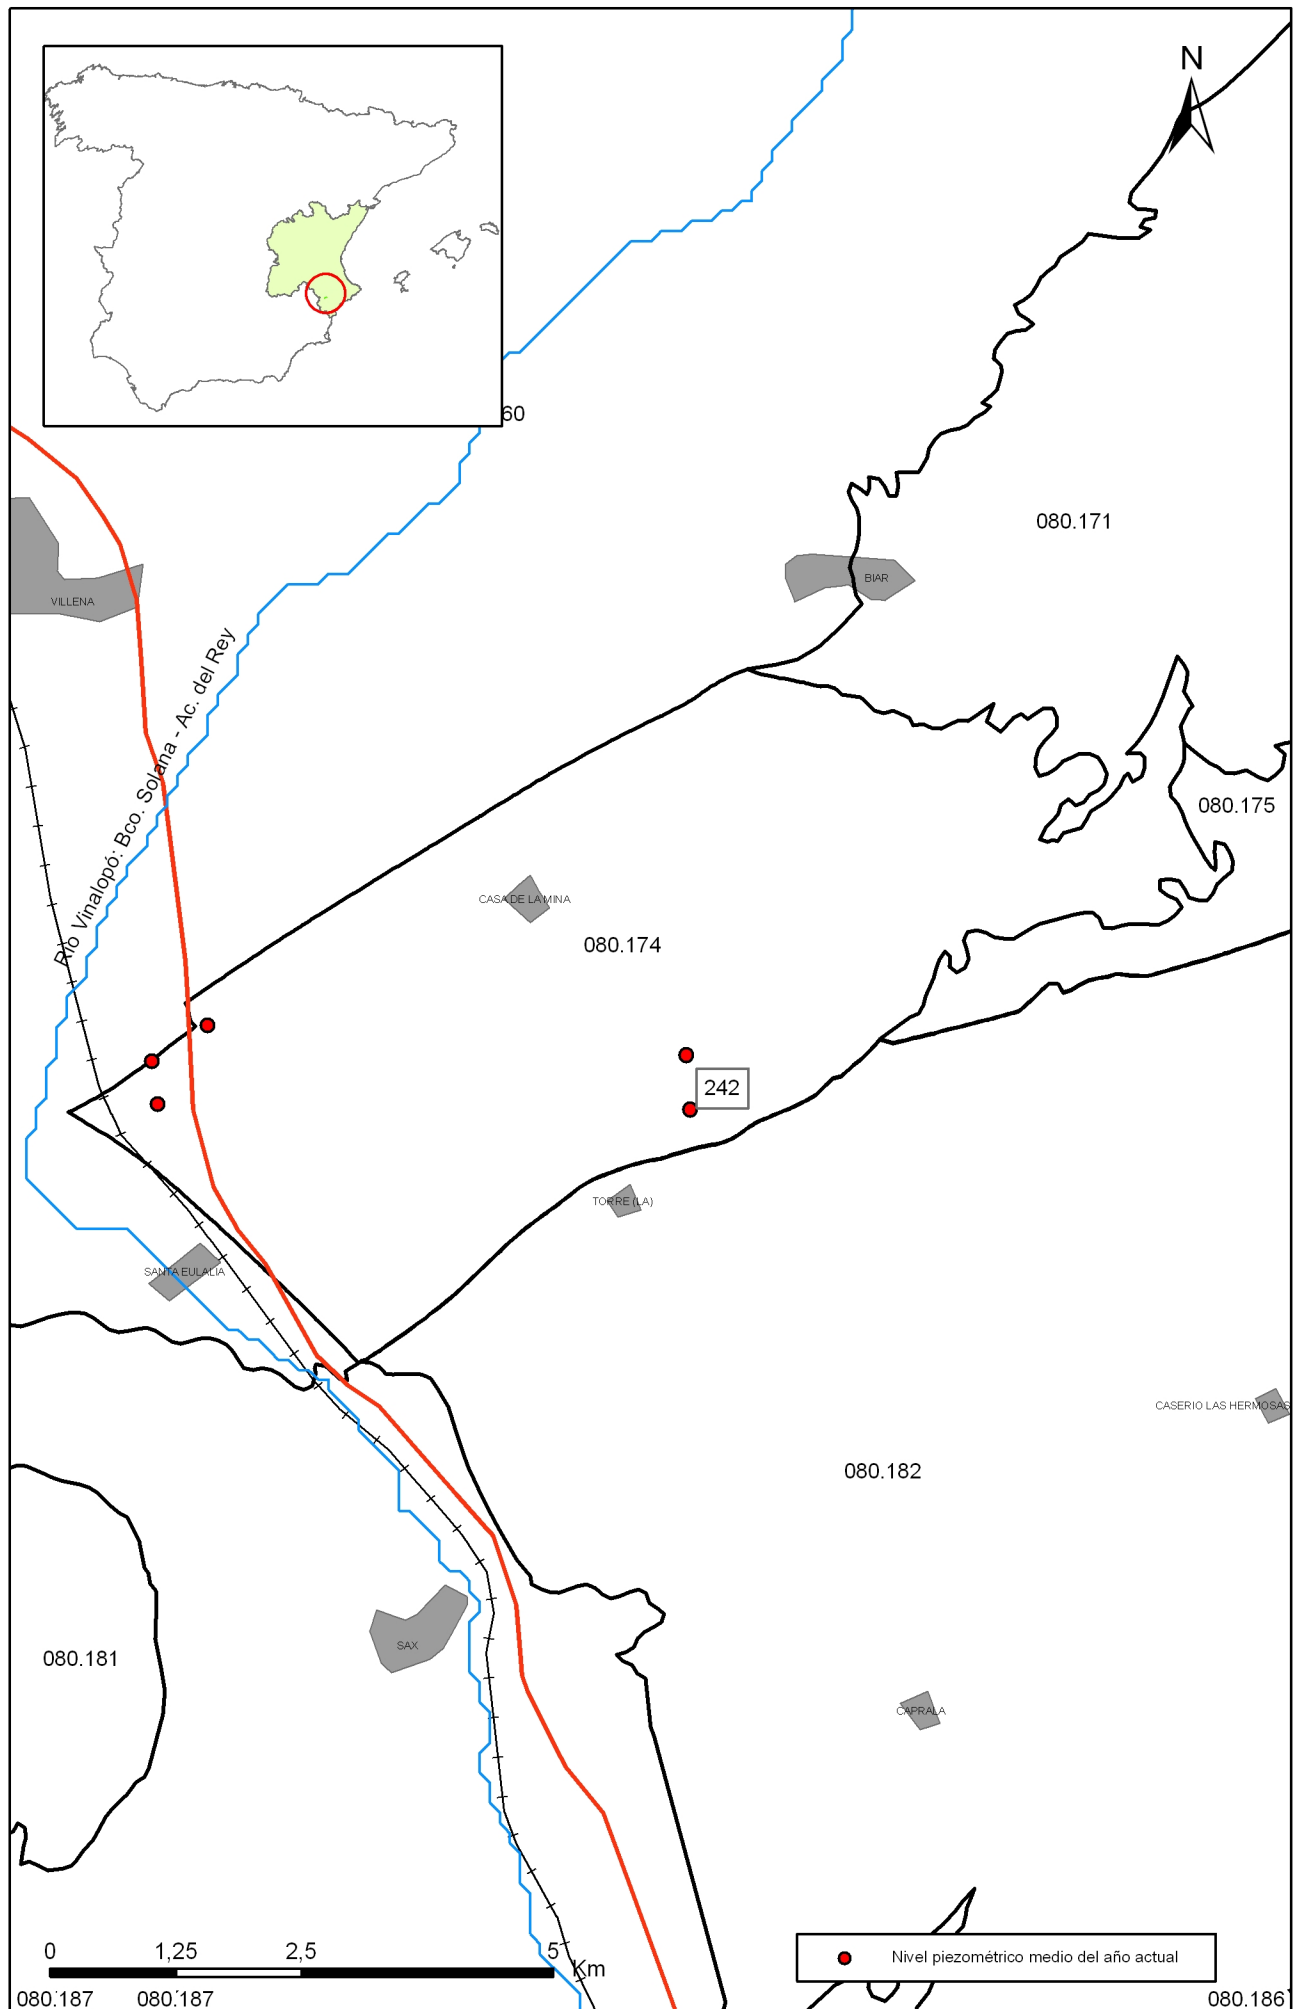 N
60
080.171
BIAR
VILLENA
Río Vinalopó: Bco. Solana - Ac. del Rey
080.175
CASA DE LA MINA
080.174
242
TORRE (LA)
SANTA EULALIA
CASERIO LAS HERMOSAS
080.182
SAX
080.181
CAPRALA
0 1,25 2,5 5
Km
Nivel piezométrico medio del año actual
080.187 080.187 080.186